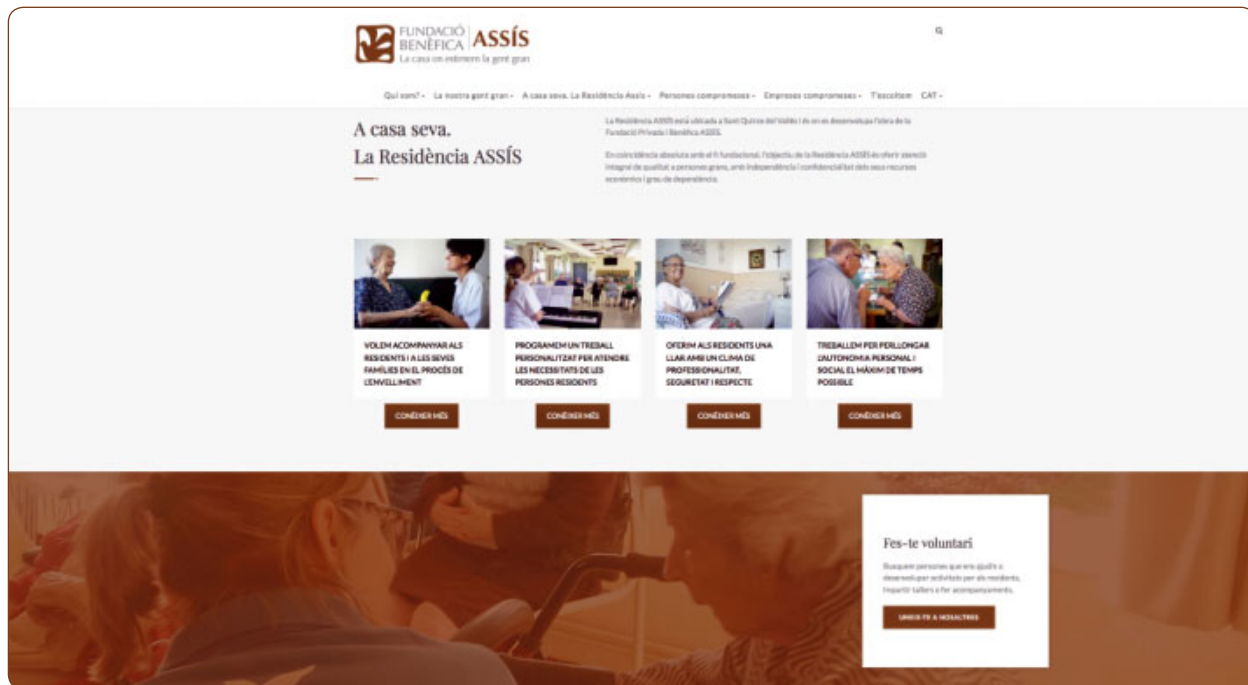 FUNDACIÓ
BENÈFICA
ASSÍS
La casa on estimem la gent gran
Qui som? La nostra gent gran A casa seva. La Residència Assís Persones compromeses Empreses compromeses T'escoltem CAT
A casa seva.
La Residència ASSÍS
La Residència ASSÍS està ubicada a Sant Quirze del Vallès i és on es desenvolupa l'obra de la
Fundació Privada i Benèfica ASSÍS.
En coincidència absoluta amb el fi fundacional, l'objectiu de la Residència ASSÍS és oferir atenció
integral de qualitat a persones grans, amb independència i confidencialitat dels seus recursos
econòmics i grau de dependència.
VOLEM ACOMPANYAR ALS
RESIDENTS I A LES SEVES
FAMÍLIES EN EL PROCÉS DE
L'ENVELLIMENT
CONÈIXER MÉS
PROGRAMEM UN TREBALL
PERSONALITZAT PER ATENDRE
LES NECESSITATS DE LES
PERSONES RESIDENTS
CONÈIXER MÉS
OFERIM ALS RESIDENTS UNA
LLAR AMB UN CLIMA DE
PROFESSIONALITAT,
SEGURETAT I RESPECTE
CONÈIXER MÉS
TREBALLEM PER PERLLONGAR
L'AUTONOMIA PERSONAL I
SOCIAL EL MÀXIM DE TEMPS
POSSIBLE
CONÈIXER MÉS
Fes-te voluntari
Busquem persones que ens ajudin a
desenvolupar activitats per als residents,
impartir tallers o fer acompanyaments.
UNEIX-TE A NOSALTRES